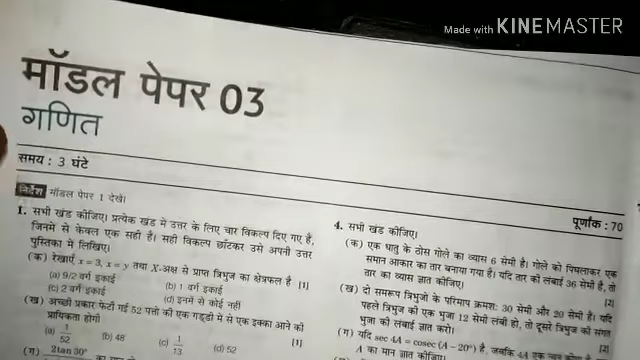 Made with KINEMASTER
मॉडल पेपर 03
गणित
समय : 3 घंटे
पूर्णांक : 70
निर्देश मॉडल पेपर 1 देखें।
1. सभी खंड कीजिए। प्रत्येक खंड में उत्तर के लिए चार विकल्प दिए गए हैं,
जिनमें से केवल एक सही है। सही विकल्प छांटकर उसे अपनी उत्तर
पुस्तिका में लिखिए।
(क) रेखाएं x = 3, x = y तथा X-अक्ष से प्राप्त त्रिभुज का क्षेत्रफल है [1]
(a) 9/2 वर्ग इकाई (b) 1 वर्ग इकाई
(c) 2 वर्ग इकाई (d) इनमें से कोई नहीं
(ख) अच्छी प्रकार फेंटी गई 52 पत्तों की एक गड्डी में से एक इक्का आने की
प्रायिकता होगी [1]
(a) 1/52 (b) 48 (c) 1/13 (d) 52
(ग) 2tan30°
4. सभी खंड कीजिए।
(क) एक धातु के ठोस गोले का व्यास 6 सेमी है। गोले को पिघलाकर एक
समान आकार का तार बनाया गया है। यदि तार की लंबाई 36 सेमी है, तो
तार का व्यास ज्ञात कीजिए। [2]
(ख) दो समरूप त्रिभुजों के परिमाप क्रमशः 30 सेमी और 20 सेमी हैं। यदि
पहले त्रिभुज की एक भुजा 12 सेमी लंबी हो, तो दूसरे त्रिभुज की संगत
भुजा की लंबाई ज्ञात करो। [2]
(ग) यदि sec 4A = cosec (A – 20°) है, जबकि 4A एक न्यून कोण है, तो
A का मान ज्ञात कीजिए।